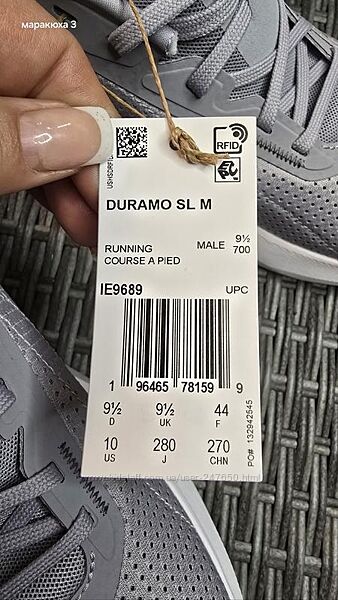 маракюха 3
RFID
DURAMO SL M
RUNNING
COURSE A PIED
MALE 9½
700
IE9689
UPC
1 96465 78159 9
9½ 9½ 44
D UK F
10 280 270
US J CHN
PO# 132942545